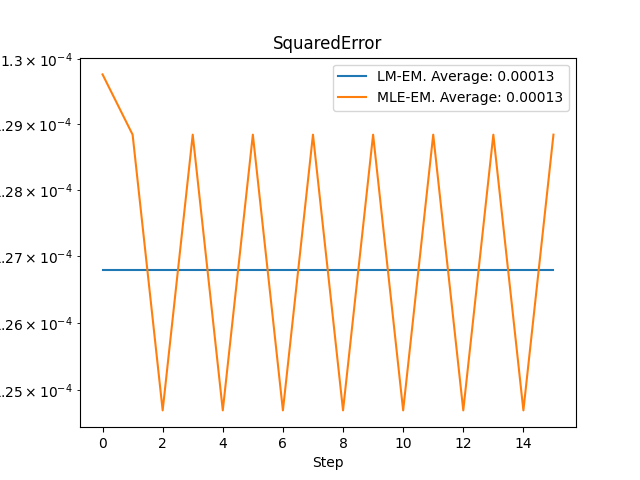 SquaredError
1.3 × 10⁻⁴
1.29 × 10⁻⁴
1.28 × 10⁻⁴
1.27 × 10⁻⁴
1.26 × 10⁻⁴
1.25 × 10⁻⁴
LM-EM. Average: 0.00013
MLE-EM. Average: 0.00013
0 2 4 6 8 10 12 14
Step